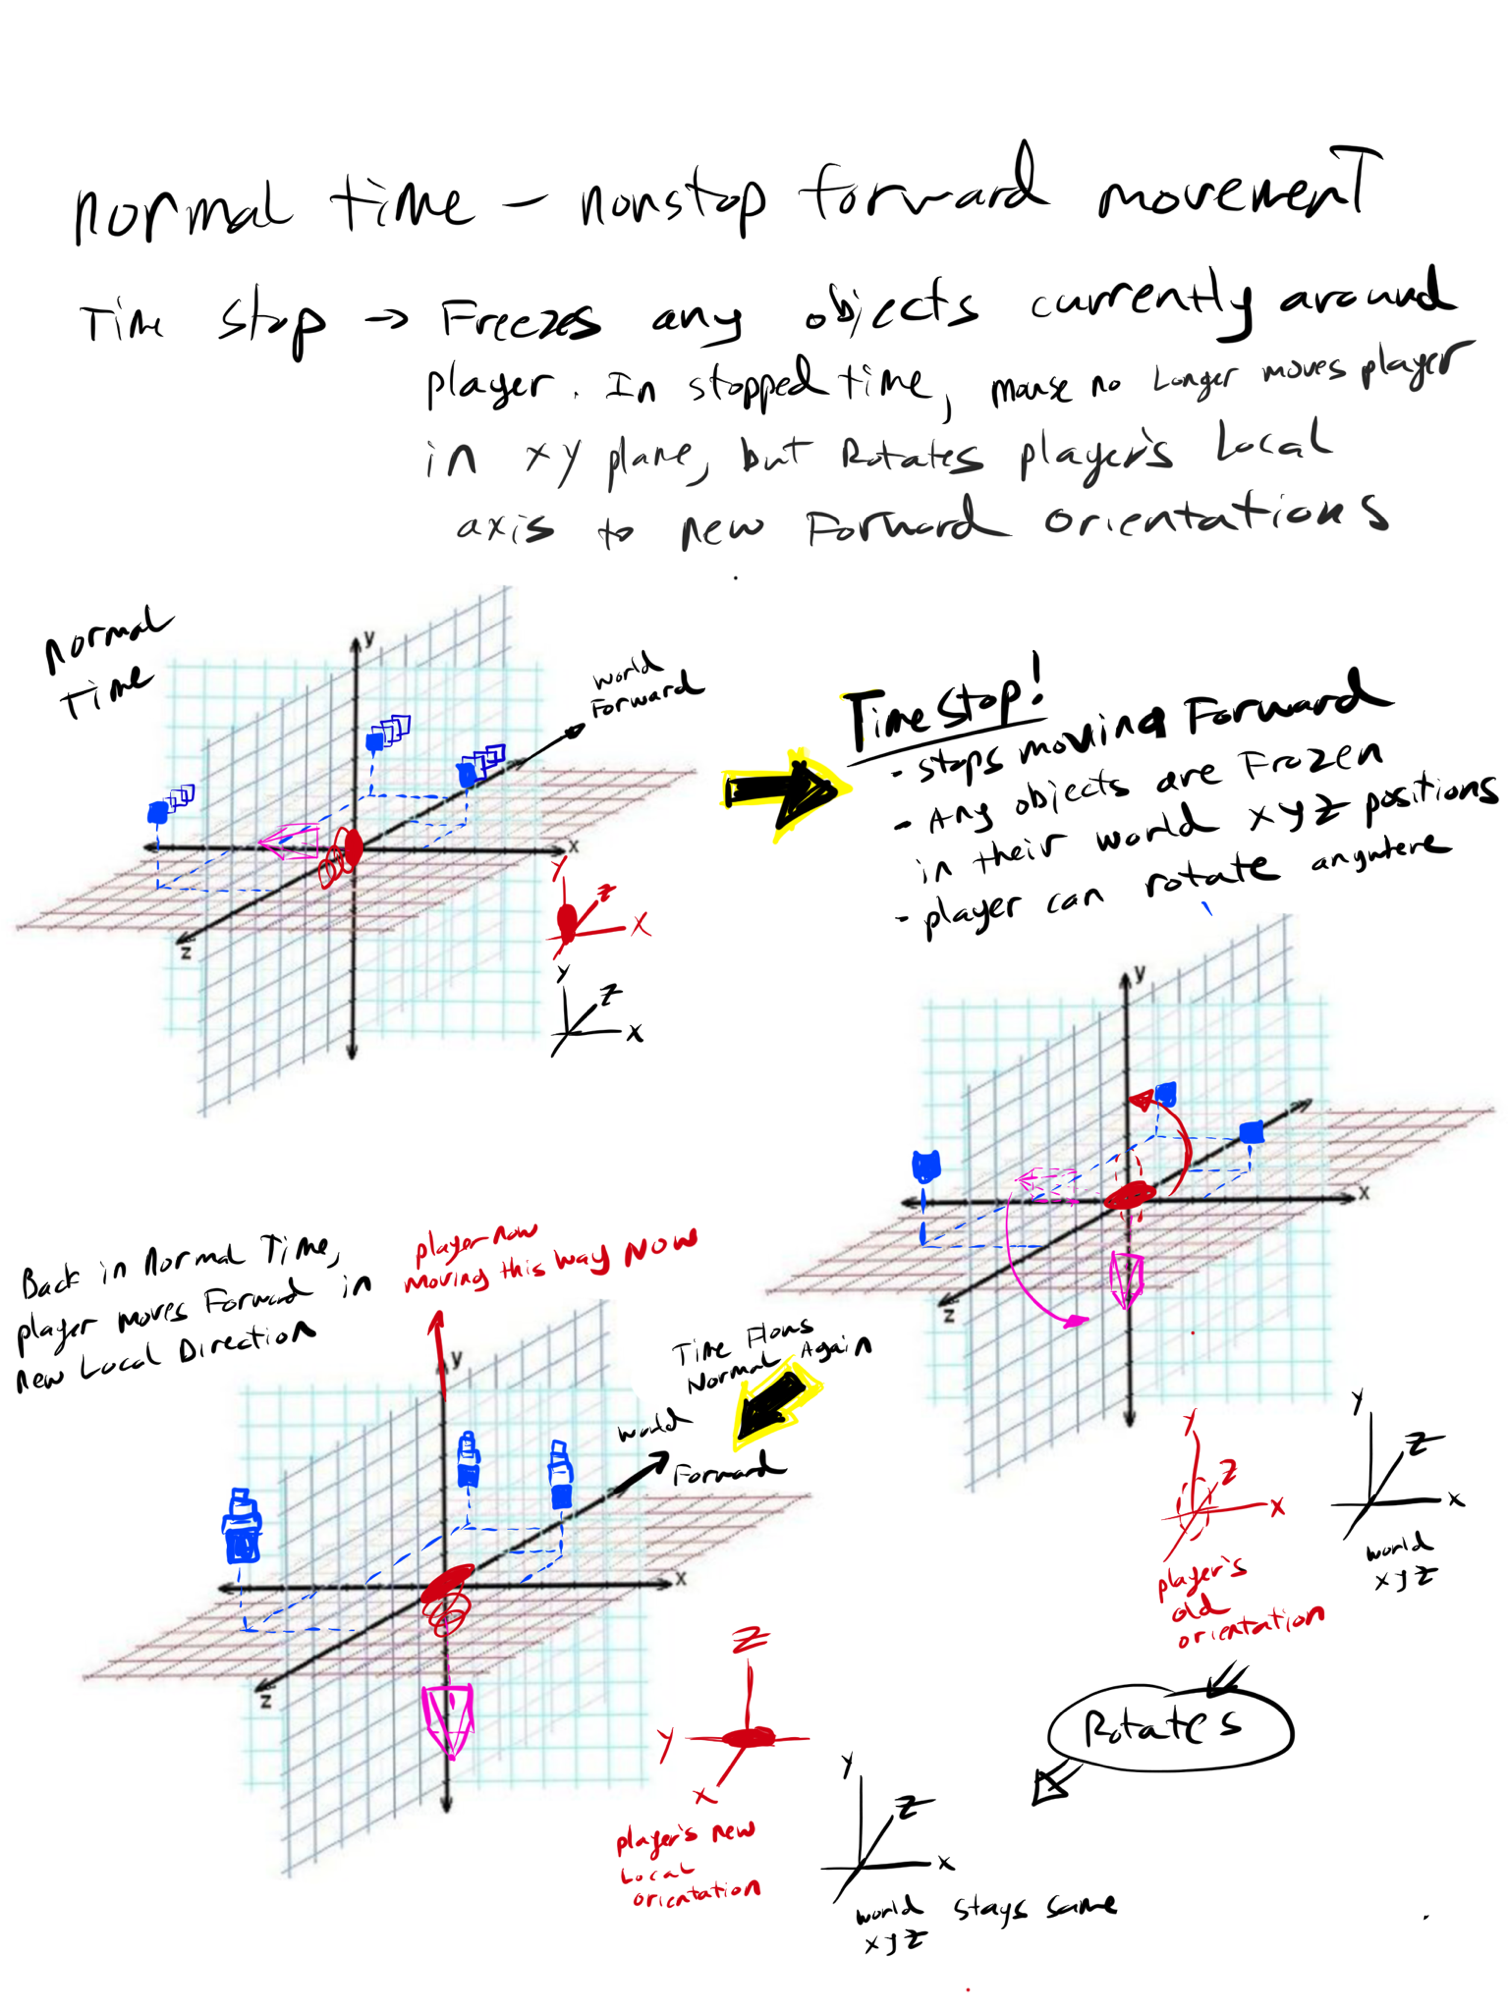 normal time – nonstop forward movement
Time stop → Freezes any objects currently around
player. In stopped time, mouse no Longer moves player
in xy plane, but Rotates player's Local
axis to new Forward orientations
normal
time
y
world
Forward
x
z
Y
Z
X
Y
Z
X
Time Stop!
- stops moving Forward
- Any objects are Frozen
in their world xyz positions
- player can rotate anywhere
y
x
z
Y
Z
X
player's
old
orientation
Y
Z
X
world
xyz
Rotates
Time Flows
Normal Again
Back in Normal Time,
player moves Forward in
new Local Direction
player now
moving this way NOW
y
world
Forward
x
z
Z
Y
X
player's new
Local
orientation
Y
Z
X
world stays same
xyz